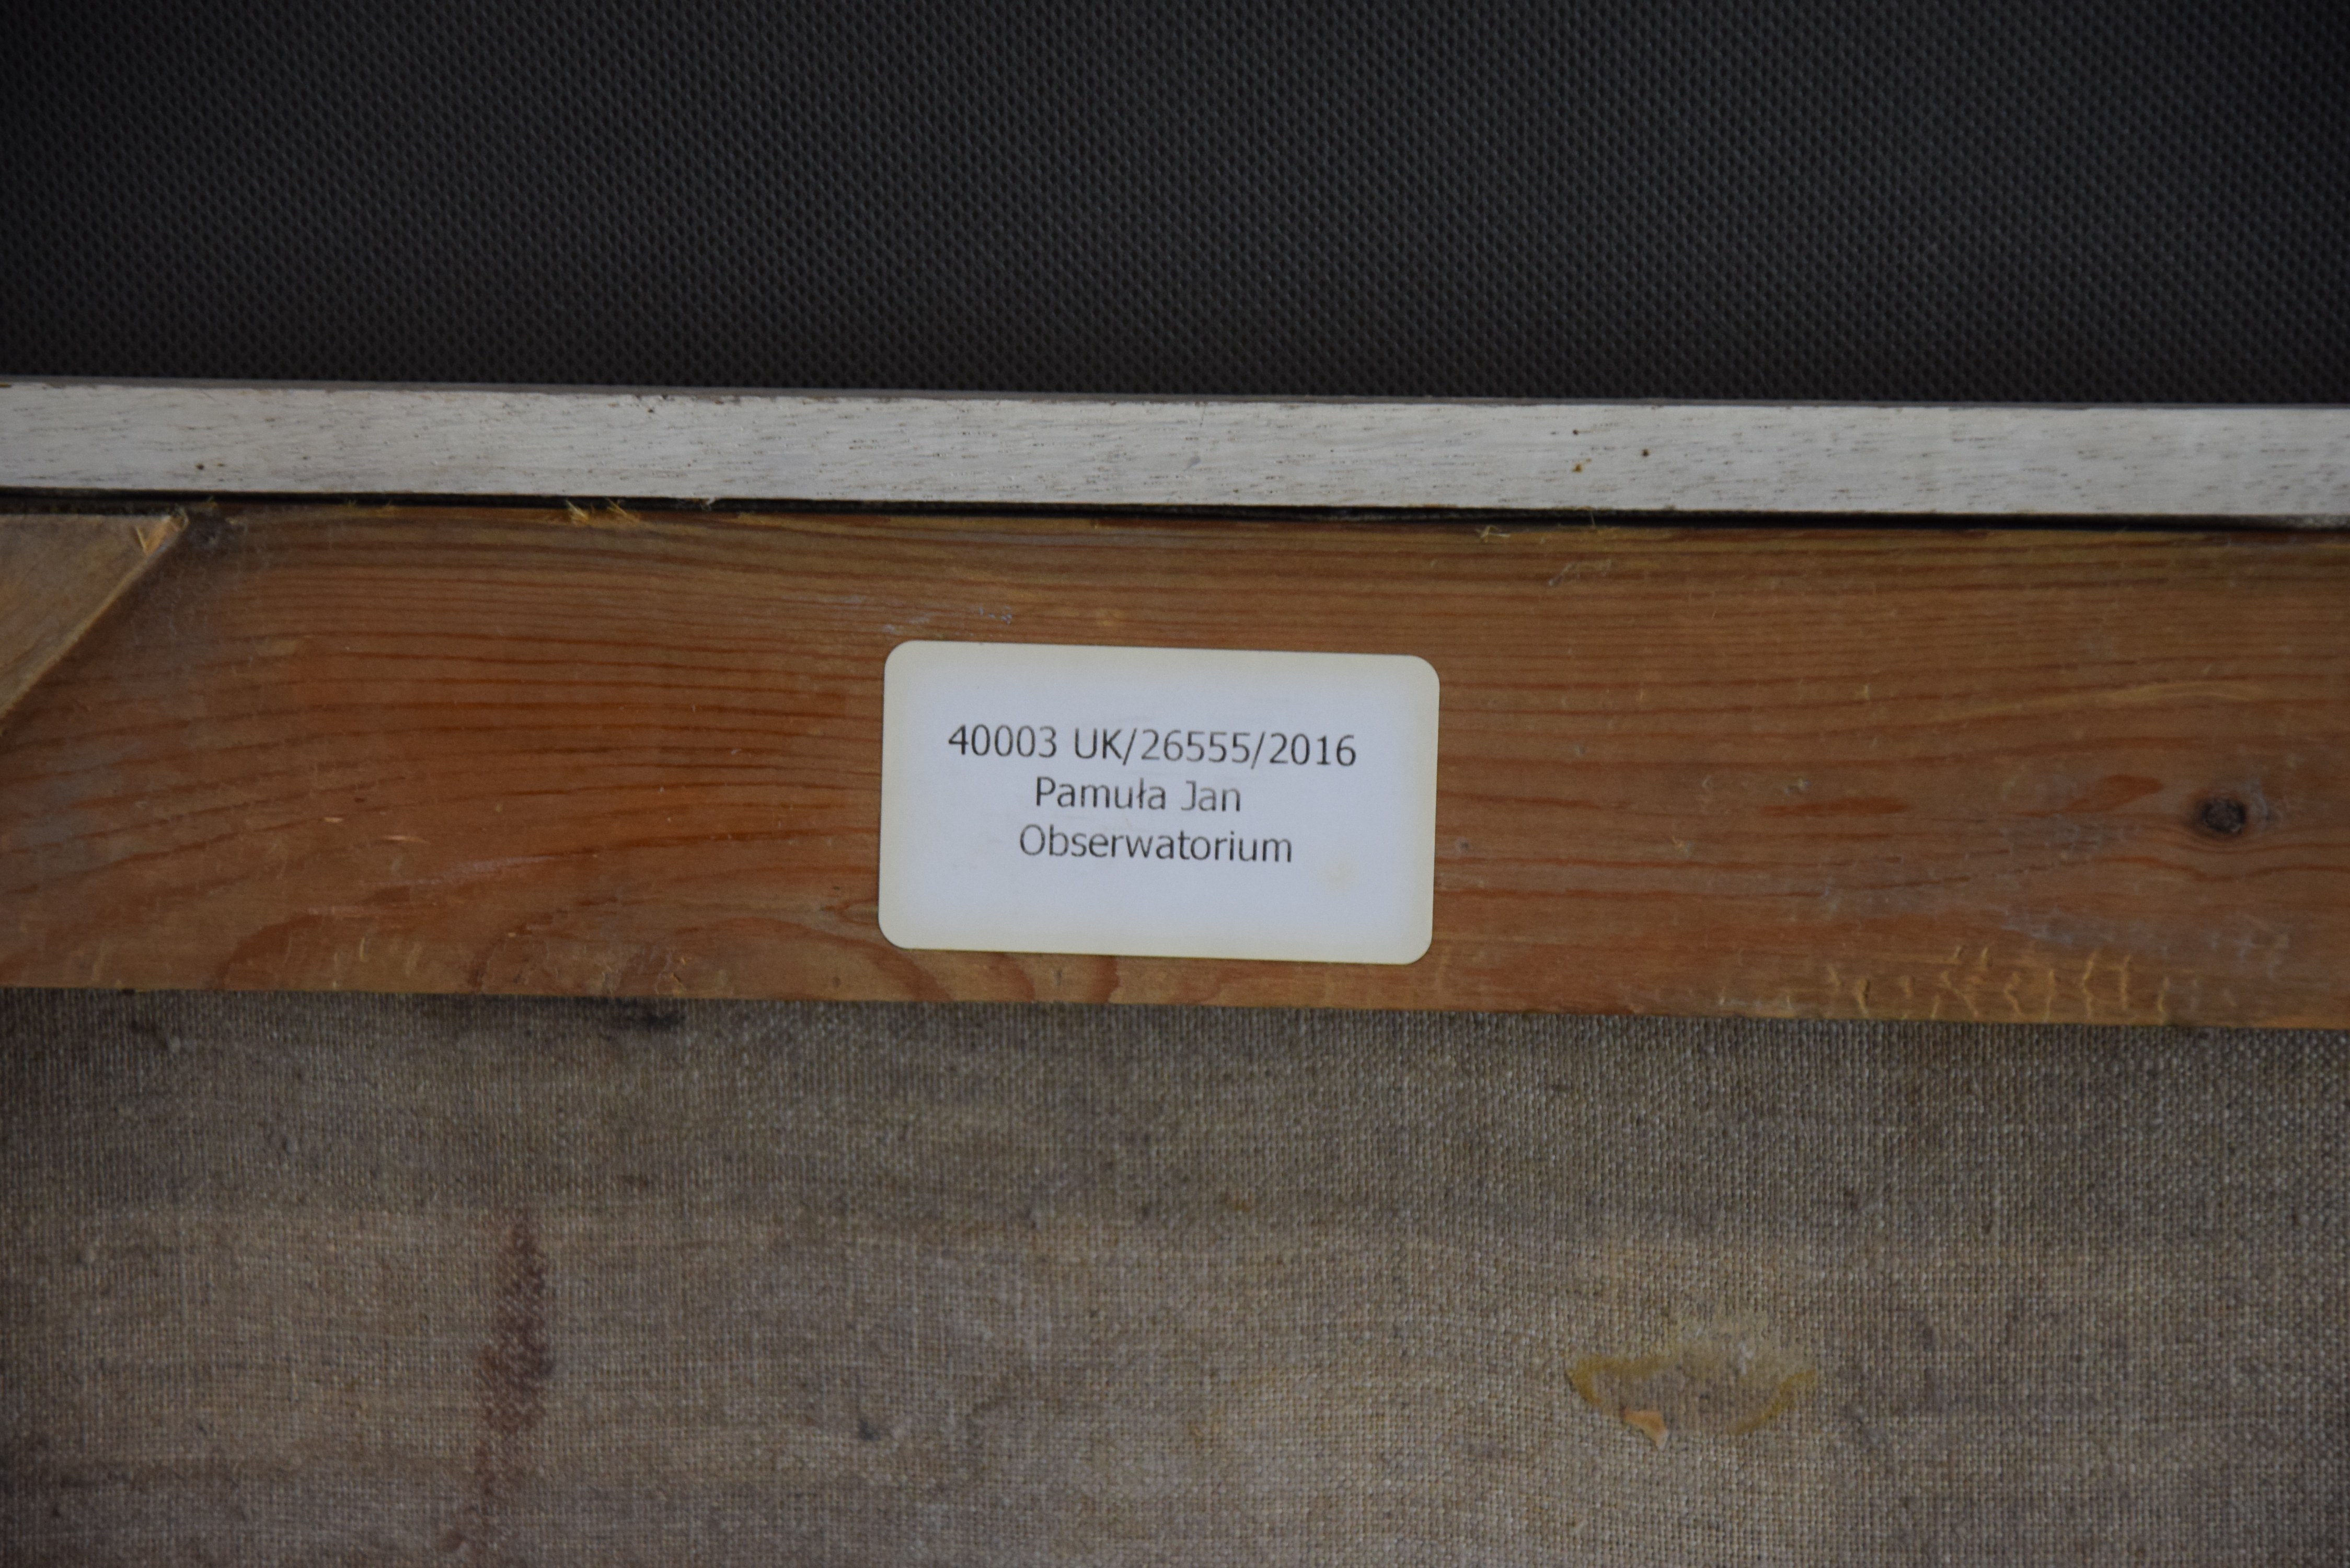 40003 UK/26555/2016
Pamuła Jan
Obserwatorium